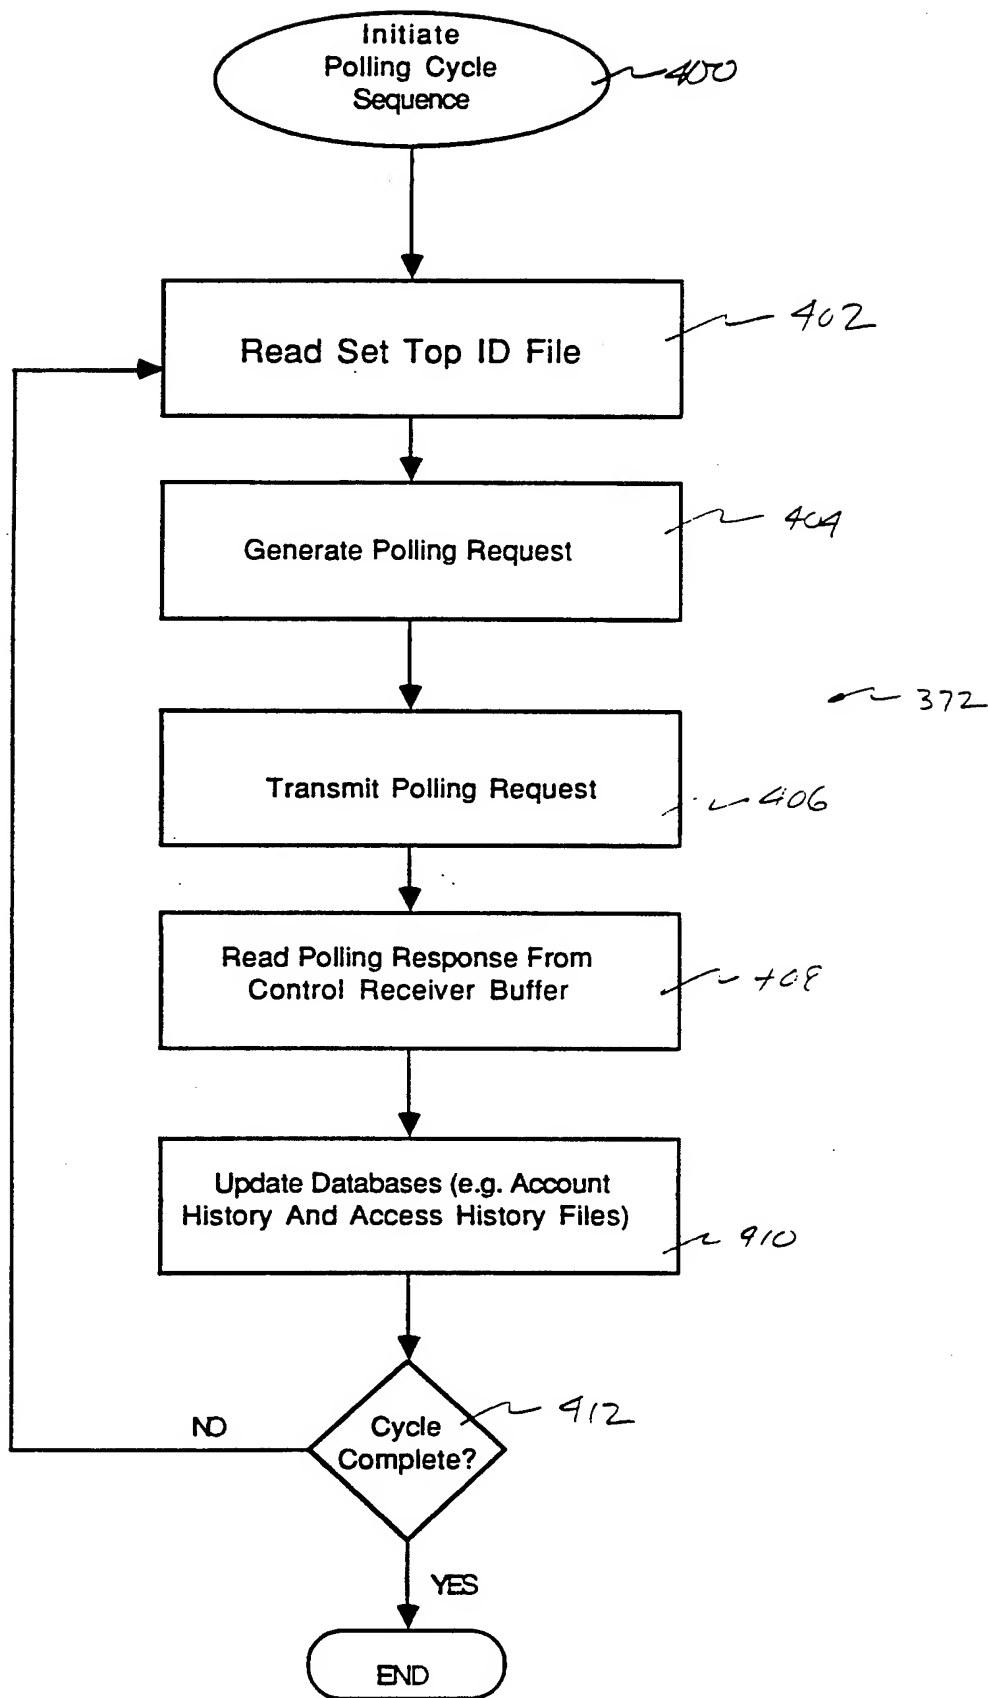 Initiate
Polling Cycle
Sequence
400
Read Set Top ID File
402
Generate Polling Request
404
372
Transmit Polling Request
406
Read Polling Response From
Control Receiver Buffer
408
Update Databases (e.g. Account
History And Access History Files)
410
Cycle
Complete?
412
NO
YES
END